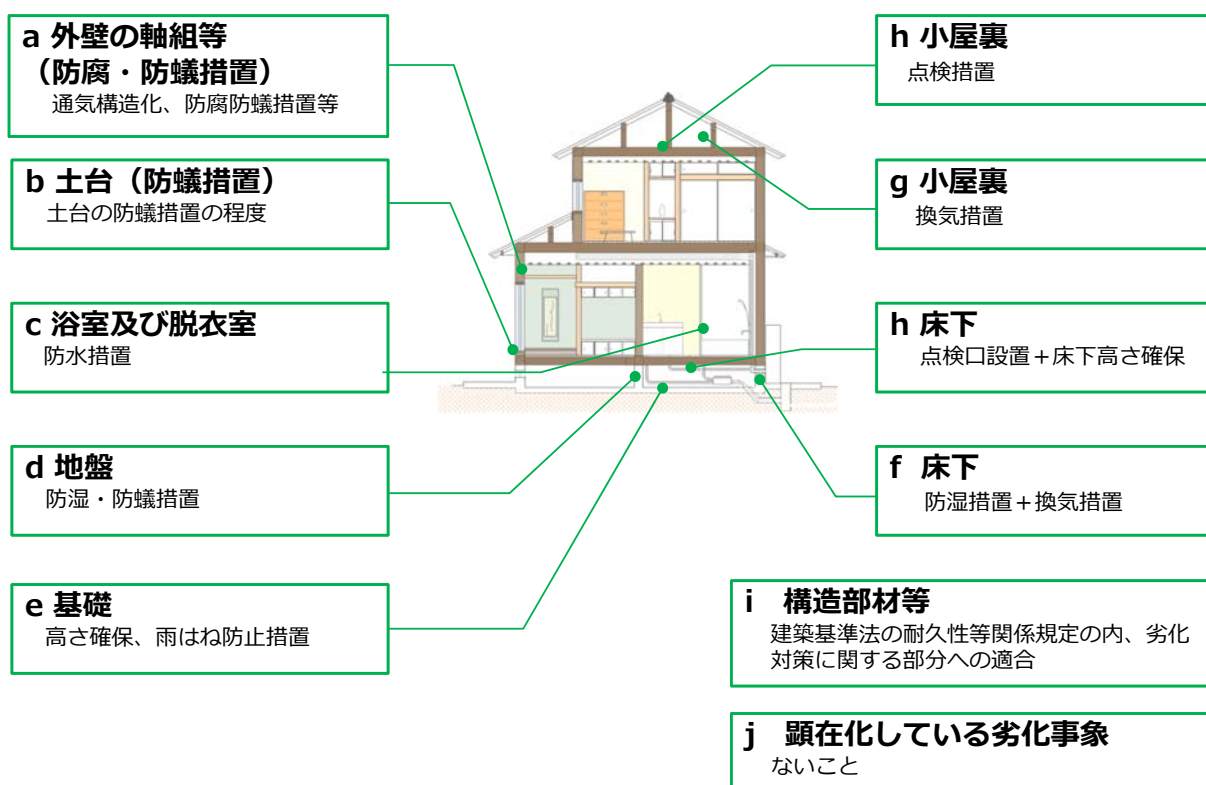 a 外壁の軸組等
（防腐・防蟻措置）
通気構造化、防腐防蟻措置等
b 土台（防蟻措置）
土台の防蟻措置の程度
c 浴室及び脱衣室
防水措置
d 地盤
防湿・防蟻措置
e 基礎
高さ確保、雨はね防止措置
h 小屋裏
点検措置
g 小屋裏
換気措置
h 床下
点検口設置＋床下高さ確保
f 床下
防湿措置＋換気措置
i 構造部材等
建築基準法の耐久性等関係規定の内、劣化
対策に関する部分への適合
j 顕在化している劣化事象
ないこと